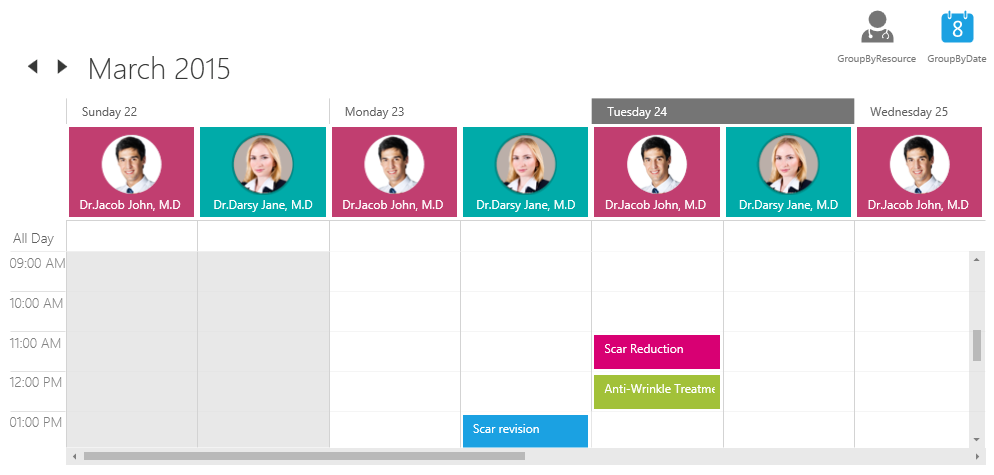 8
GroupByResource
GroupByDate
March 2015
Sunday 22
Monday 23
Tuesday 24
Wednesday 25
Dr.Jacob John, M.D
Dr.Darsy Jane, M.D
Dr.Jacob John, M.D
Dr.Darsy Jane, M.D
Dr.Jacob John, M.D
Dr.Darsy Jane, M.D
Dr.Jacob John, M.D
All Day
09:00 AM
10:00 AM
11:00 AM
Scar Reduction
12:00 PM
Anti-Wrinkle Treatme
01:00 PM
Scar revision